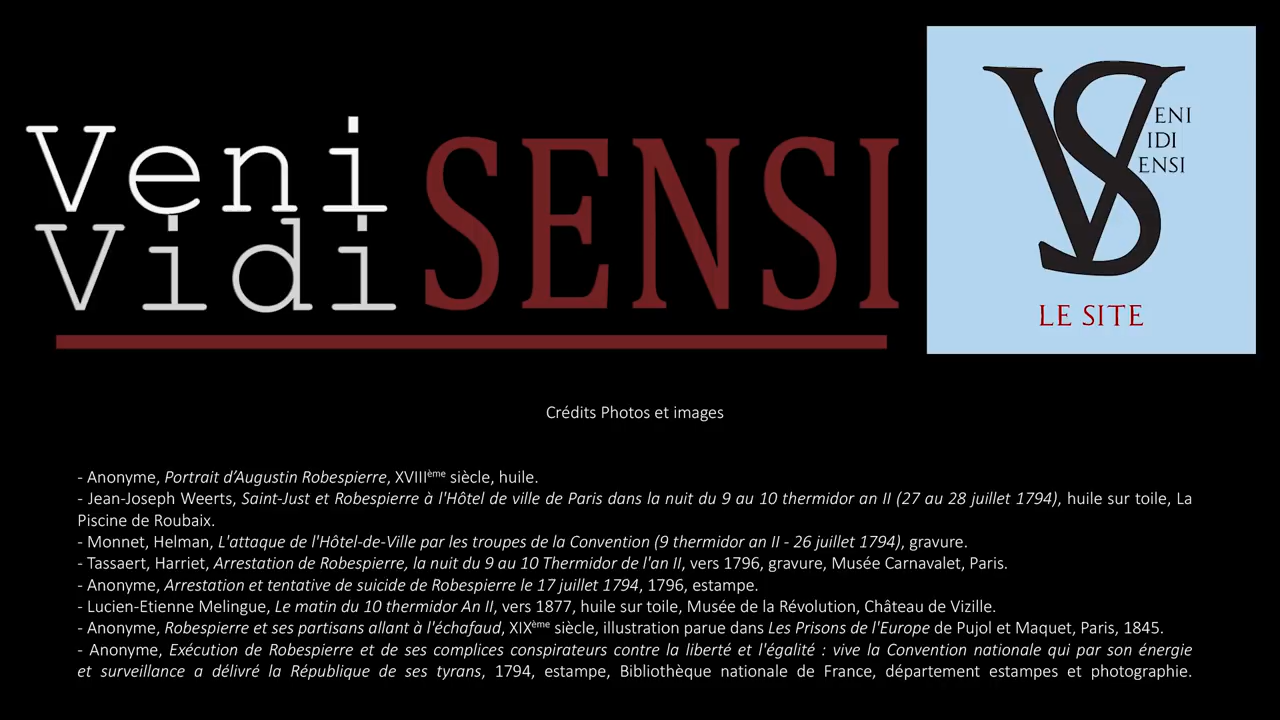 Veni
Vidi
SENSI
VS
ENI
IDI
ENSI
LE SITE
Crédits Photos et images
- Anonyme, Portrait d’Augustin Robespierre, XVIIIème siècle, huile.
- Jean-Joseph Weerts, Saint-Just et Robespierre à l'Hôtel de ville de Paris dans la nuit du 9 au 10 thermidor an II (27 au 28 juillet 1794), huile sur toile, La
Piscine de Roubaix.
- Monnet, Helman, L'attaque de l'Hôtel-de-Ville par les troupes de la Convention (9 thermidor an II - 26 juillet 1794), gravure.
- Tassaert, Harriet, Arrestation de Robespierre, la nuit du 9 au 10 Thermidor de l'an II, vers 1796, gravure, Musée Carnavalet, Paris.
- Anonyme, Arrestation et tentative de suicide de Robespierre le 17 juillet 1794, 1796, estampe.
- Lucien-Etienne Melingue, Le matin du 10 thermidor An II, vers 1877, huile sur toile, Musée de la Révolution, Château de Vizille.
- Anonyme, Robespierre et ses partisans allant à l'échafaud, XIXème siècle, illustration parue dans Les Prisons de l'Europe de Pujol et Maquet, Paris, 1845.
- Anonyme, Exécution de Robespierre et de ses complices conspirateurs contre la liberté et l'égalité : vive la Convention nationale qui par son énergie
et surveillance a délivré la République de ses tyrans, 1794, estampe, Bibliothèque nationale de France, département estampes et photographie.